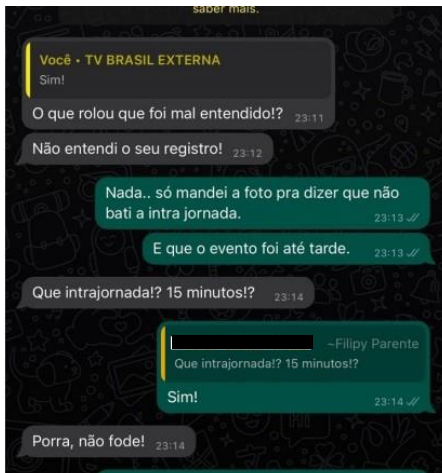 saber mais.
Você • TV BRASIL EXTERNA
Sim!
O que rolou que foi mal entendido!? 23:11
Não entendi o seu registro! 23:12
Nada.. só mandei a foto pra dizer que não
bati a intra jornada. 23:13
E que o evento foi até tarde. 23:13
Que intrajornada!? 15 minutos!? 23:14
~Filipy Parente
Que intrajornada!? 15 minutos!?
Sim! 23:14
Porra, não fode! 23:14